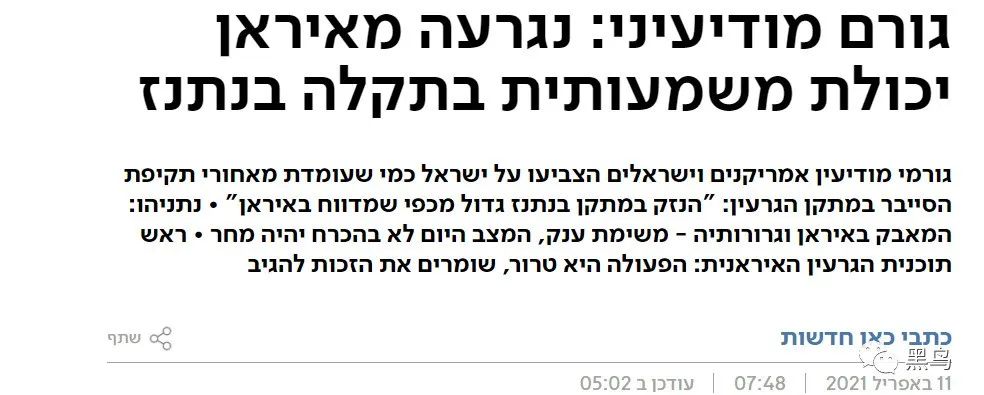 גורם מודיעיני: נגרעה מאיראן
יכולת משמעותית בתקלה בנתנז
גורמי מודיעין אמריקנים וישראלים הצביעו על ישראל כמי שעומדת מאחורי תקיפת
הסייבר במתקן הגרעין: "הנזק במתקן בנתנז גדול מכפי שמדווח באיראן" • נתניהו:
המאבק באיראן וגרורותיה - משימת ענק, המצב היום לא בהכרח יהיה מחר • ראש
תוכנית הגרעין האיראנית: הפעולה היא טרור, שומרים את הזכות להגיב
כתבי כאן חדשות
שתף
黑鸟
11 באפריל 2021 | 07:48 | עודכן ב 05:02